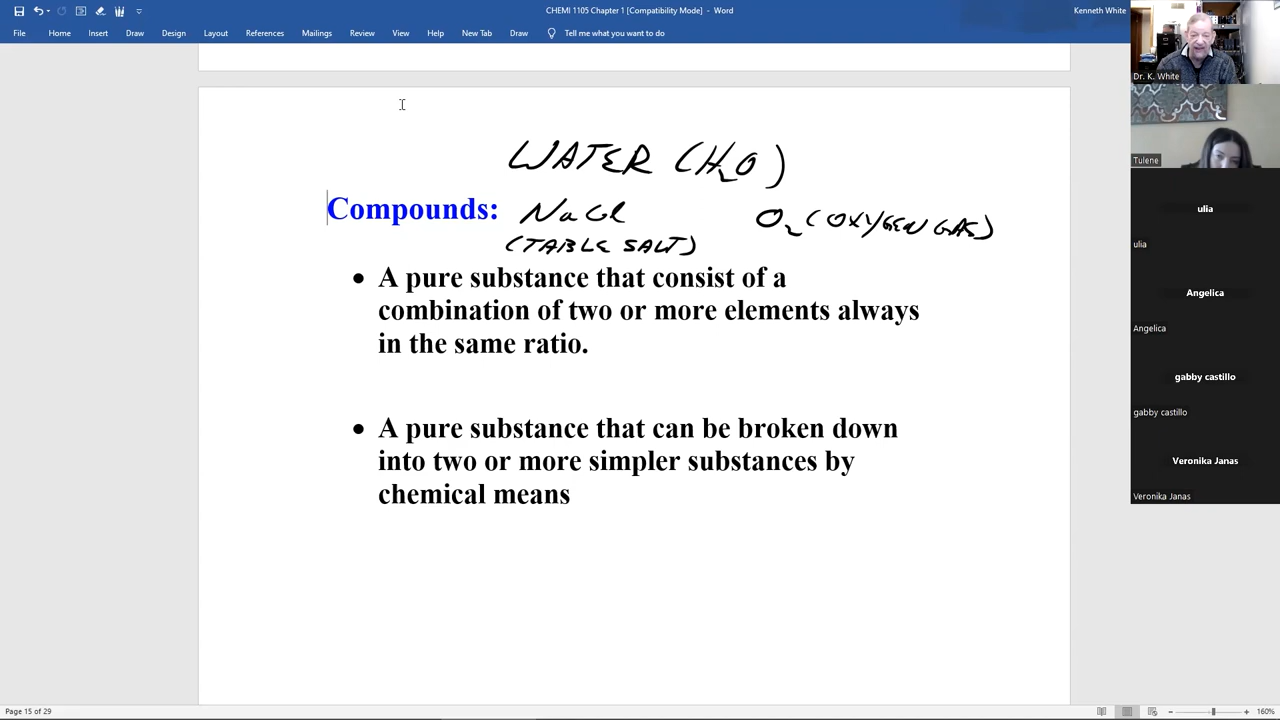 CHEMI 1105 Chapter 1 [Compatibility Mode] - Word
Kenneth White
File Home Insert Draw Design Layout References Mailings Review View Help New Tab Draw Tell me what you want to do
WATER (H₂O)
Compounds: NaCl O₂ (OXYGEN GAS)
(TABLE SALT)
• A pure substance that consist of a
combination of two or more elements always
in the same ratio.
• A pure substance that can be broken down
into two or more simpler substances by
chemical means
Dr. K. White
Tulene
ulia
ulia
Angelica
Angelica
gabby castillo
gabby castillo
Veronika Janas
Veronika Janas
Page 15 of 29
160%